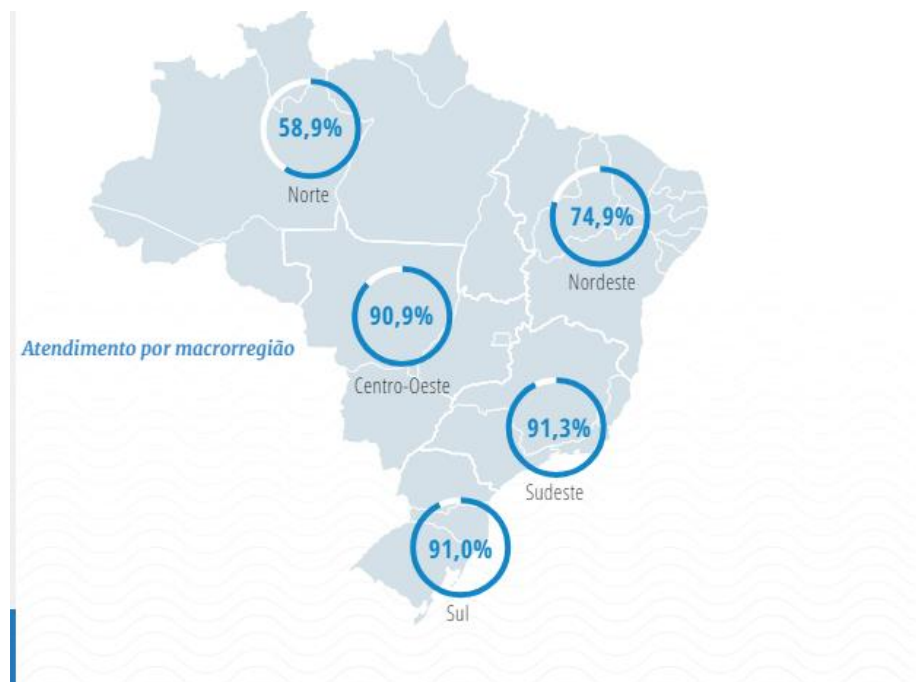 58,9%
Norte
74,9%
Nordeste
90,9%
Atendimento por macrorregião
Centro-Oeste
91,3%
Sudeste
91,0%
Sul